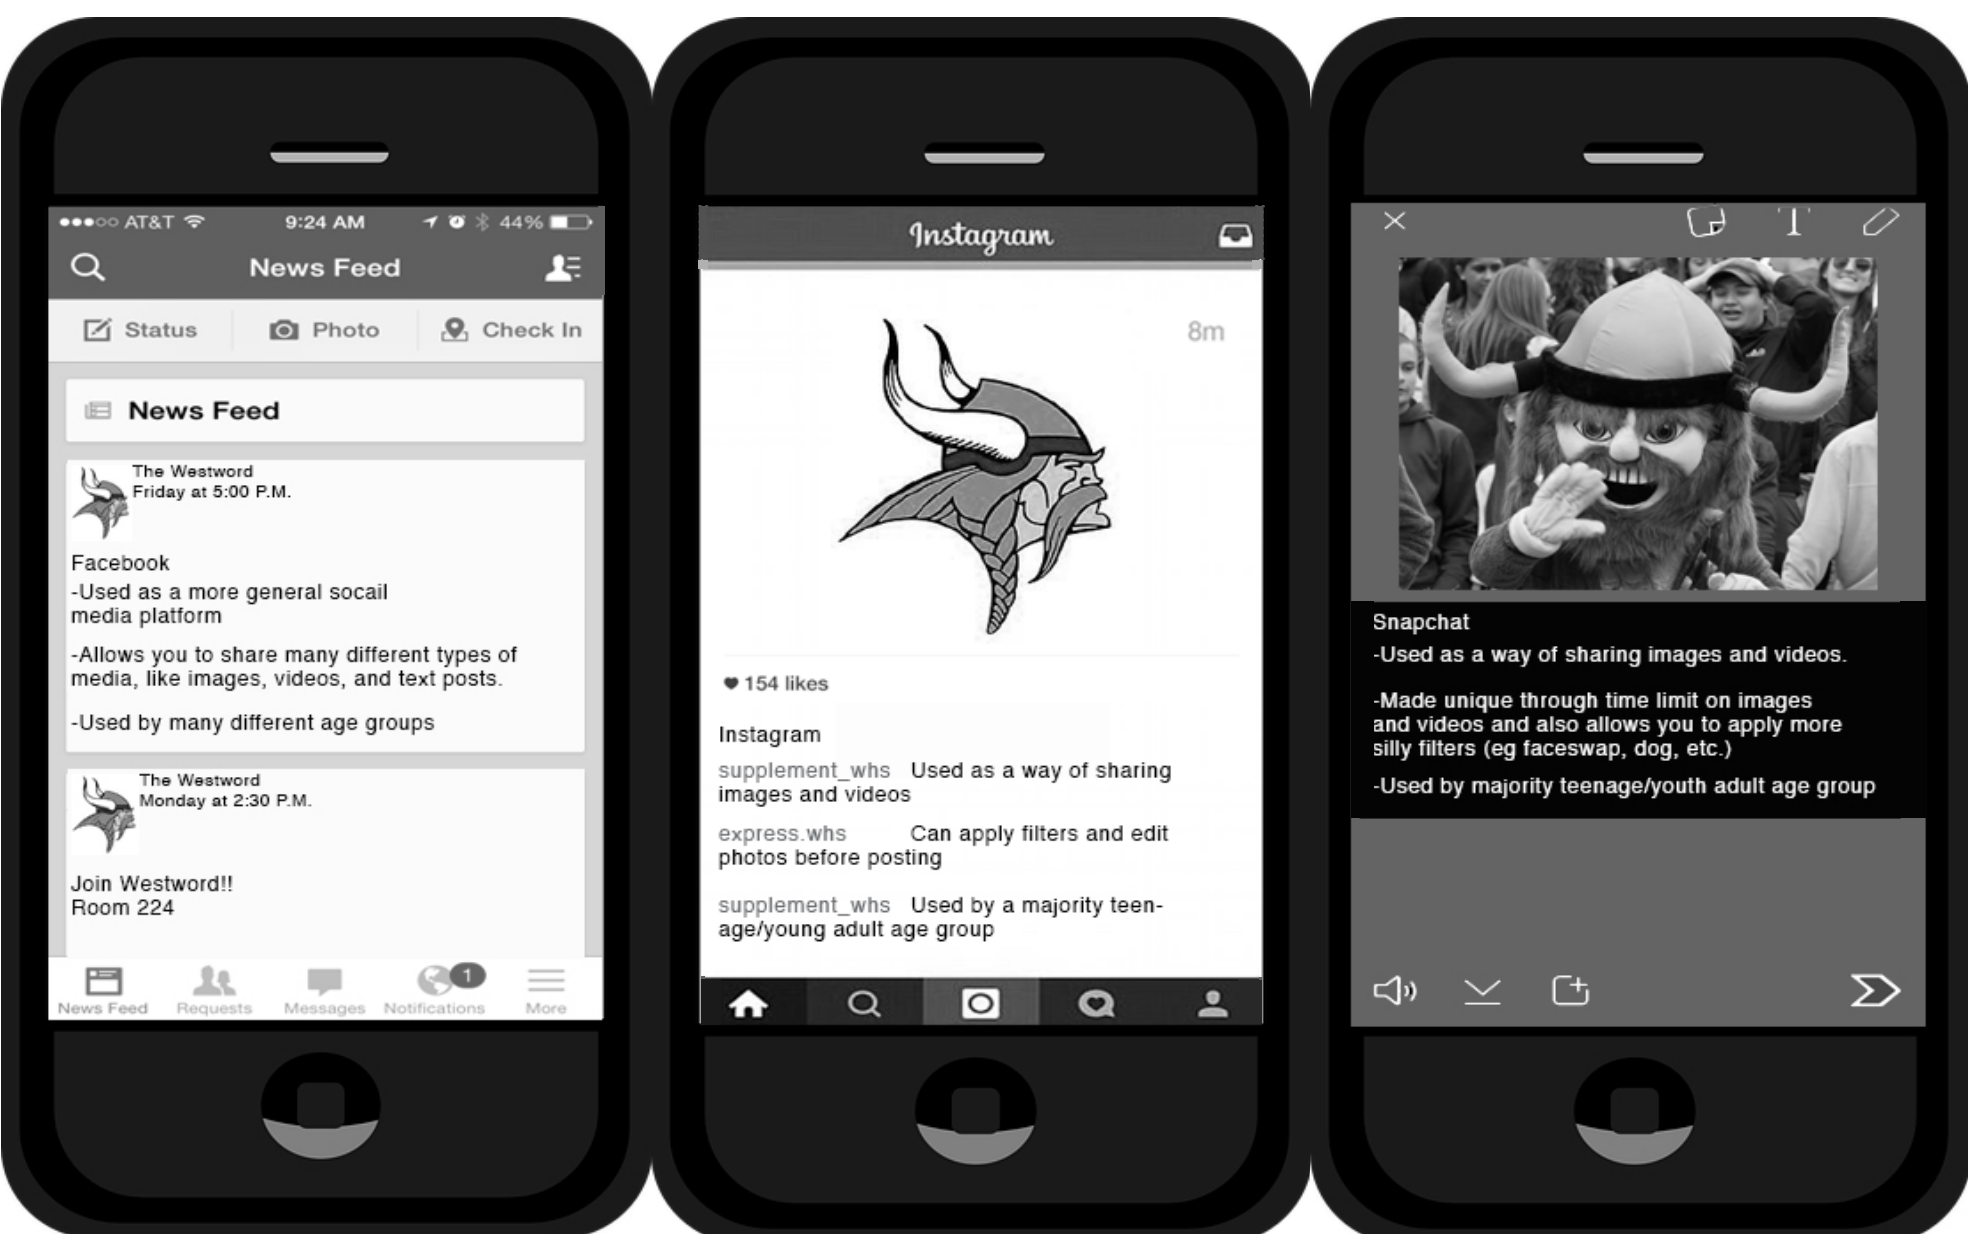 AT&T 9:24 AM 44%
News Feed
Status Photo Check In
News Feed
The Westword
Friday at 5:00 P.M.
Facebook
-Used as a more general socail
media platform
-Allows you to share many different types of
media, like images, videos, and text posts.
-Used by many different age groups
The Westword
Monday at 2:30 P.M.
Join Westword!!
Room 224
1
News Feed Requests Messages Notifications More
Instagram
8m
154 likes
Instagram
supplement_whs Used as a way of sharing
images and videos
express.whs Can apply filters and edit
photos before posting
supplement_whs Used by a majority teen-
age/young adult age group
T
Snapchat
-Used as a way of sharing images and videos.
-Made unique through time limit on images
and videos and also allows you to apply more
silly filters (eg faceswap, dog, etc.)
-Used by majority teenage/youth adult age group